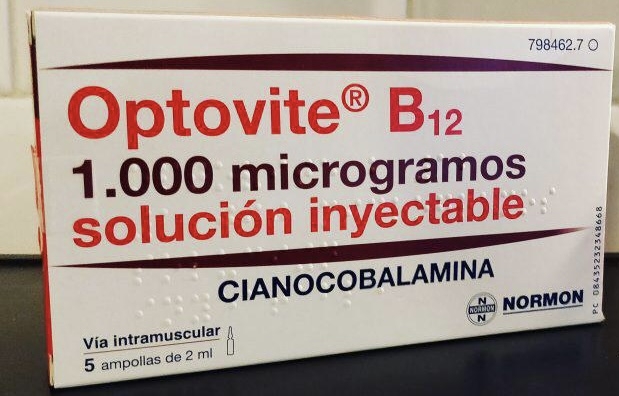 798462.7 O
Optovite® B12
1.000 microgramos
solución inyectable
CIANOCOBALAMINA
NORMON
N
NORMON
N
Vía intramuscular
5 ampollas de 2 ml
PC 08435232348668